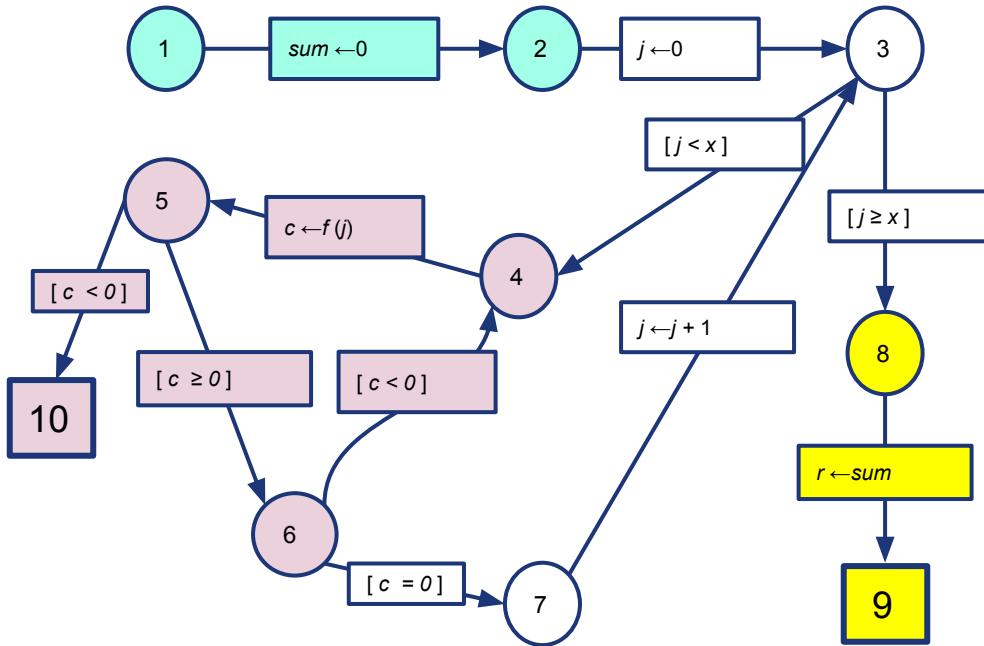 1
sum ←0
2
j ←0
3
[ j < x ]
5
c ←f (j)
[ j ≥ x ]
4
[ c < 0 ]
j ←j + 1
8
[ c ≥ 0 ]
[ c < 0 ]
10
r ←sum
6
[ c = 0 ]
7
9